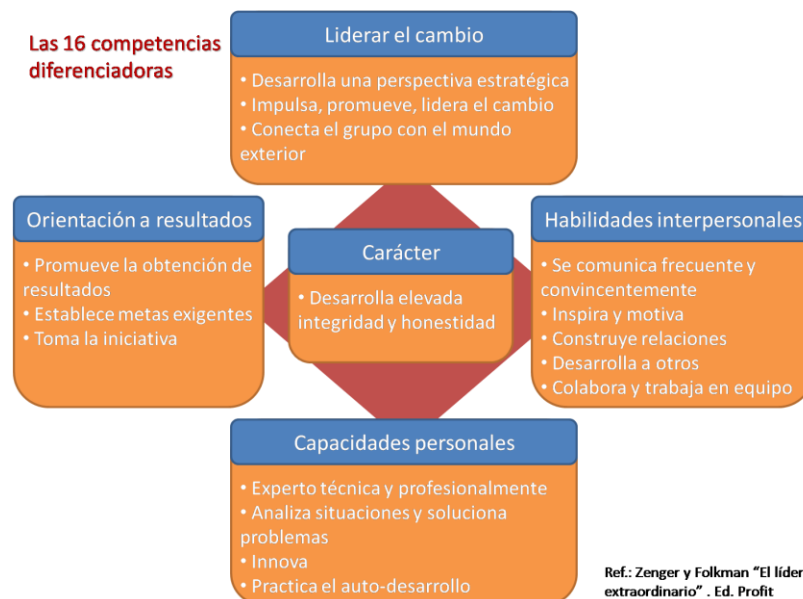 Las 16 competencias
diferenciadoras
Liderar el cambio
• Desarrolla una perspectiva estratégica
• Impulsa, promueve, lidera el cambio
• Conecta el grupo con el mundo
exterior
Orientación a resultados
• Promueve la obtención de
resultados
• Establece metas exigentes
• Toma la iniciativa
Carácter
• Desarrolla elevada
integridad y honestidad
Habilidades interpersonales
• Se comunica frecuente y
convincentemente
• Inspira y motiva
• Construye relaciones
• Desarrolla a otros
• Colabora y trabaja en equipo
Capacidades personales
• Experto técnica y profesionalmente
• Analiza situaciones y soluciona
problemas
• Innova
• Practica el auto-desarrollo
Ref.: Zenger y Folkman “El líder
extraordinario” . Ed. Profit